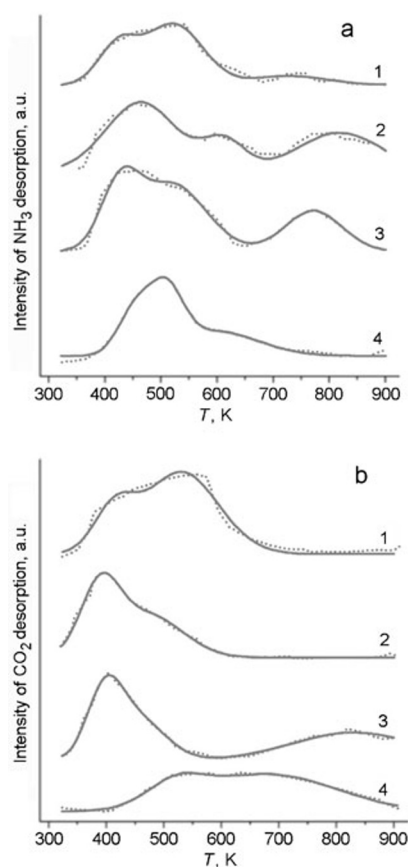 a
Intensity of NH3 desorption, a.u.
1
2
3
4
300 400 500 600 700 800 900
T, K
b
Intensity of CO2 desorption, a.u.
1
2
3
4
300 400 500 600 700 800 900
T, K